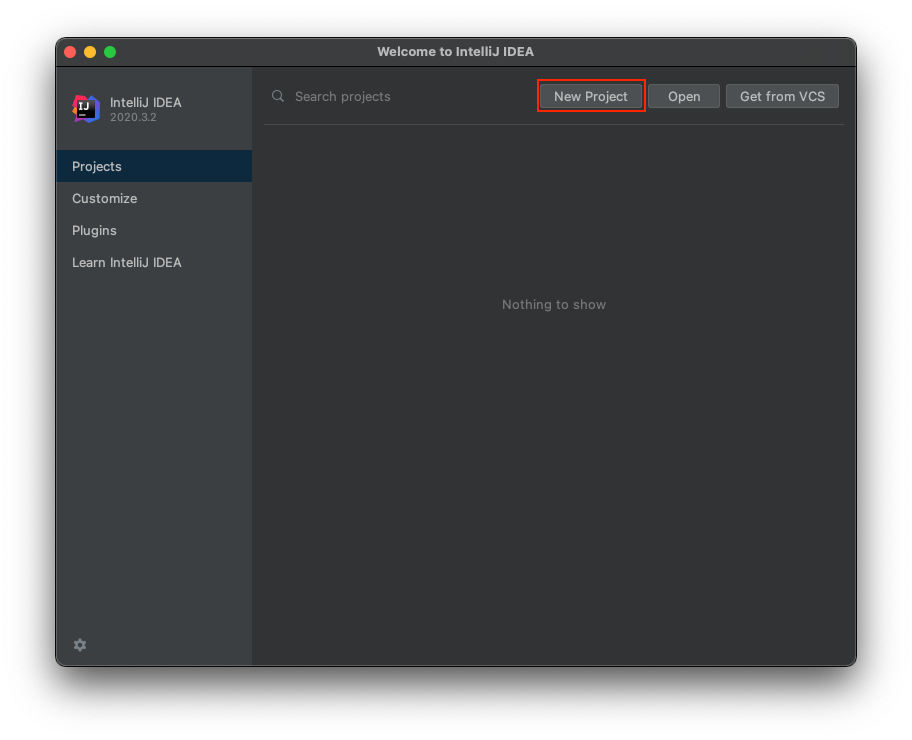 Welcome to IntelliJ IDEA
IJ
IntelliJ IDEA
2020.3.2
Search projects
New Project
Open
Get from VCS
Projects
Customize
Plugins
Learn IntelliJ IDEA
Nothing to show